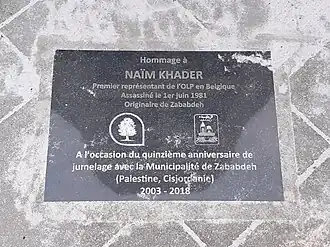 Hommage à
NAÏM KHADER
Premier représentant de l'OLP en Belgique
Assassiné le 1er juin 1981
Originaire de Zababdeh
A l'occasion du quinzième anniversaire de
jumelage avec la Municipalité de Zababdeh
(Palestine, Cisjordanie)
2003 - 2018